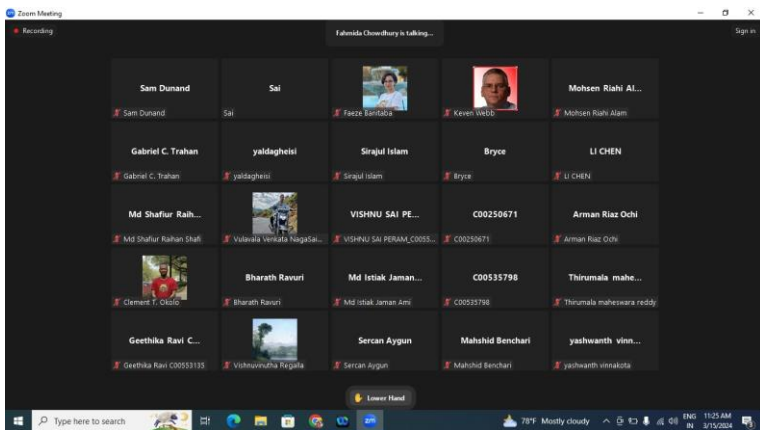 Zoom Meeting
Recording
Fahmida Chowdhury is talking...
Sign in
Sam Dunand
Sai
Mohsen Riahi Al...
Sam Dunand
Sai
Faeze Banitaba
Keven Webb
Mohsen Riahi Alam
Gabriel C. Trahan
yaldagheisi
Sirajul Islam
Bryce
LI CHEN
Gabriel C. Trahan
yaldagheisi
Sirajul Islam
Bryce
LI CHEN
Md Shafiur Raih...
VISHNU SAI PE...
C00250671
Arman Riaz Ochi
Md Shafiur Raihan Shafi
Vulavala Venkata NagaSai...
VISHNU SAI PERAM_C0055...
C00250671
Arman Riaz Ochi
Bharath Ravuri
Md Istiak Jaman...
C00535798
Thirumala mahe...
Clement T. Okolo
Bharath Ravuri
Md Istiak Jaman Ami
C00535798
Thirumala maheswara reddy
Geethika Ravi C...
Sercan Aygun
Mahshid Benchari
yashwanth vinn...
Geethika Ravi C00553135
Vishnuvinutha Regalla
Sercan Aygun
Mahshid Benchari
yashwanth vinnakota
Lower Hand
Type here to search
zm
78°F Mostly cloudy
ENG
IN
11:25 AM
3/15/2024